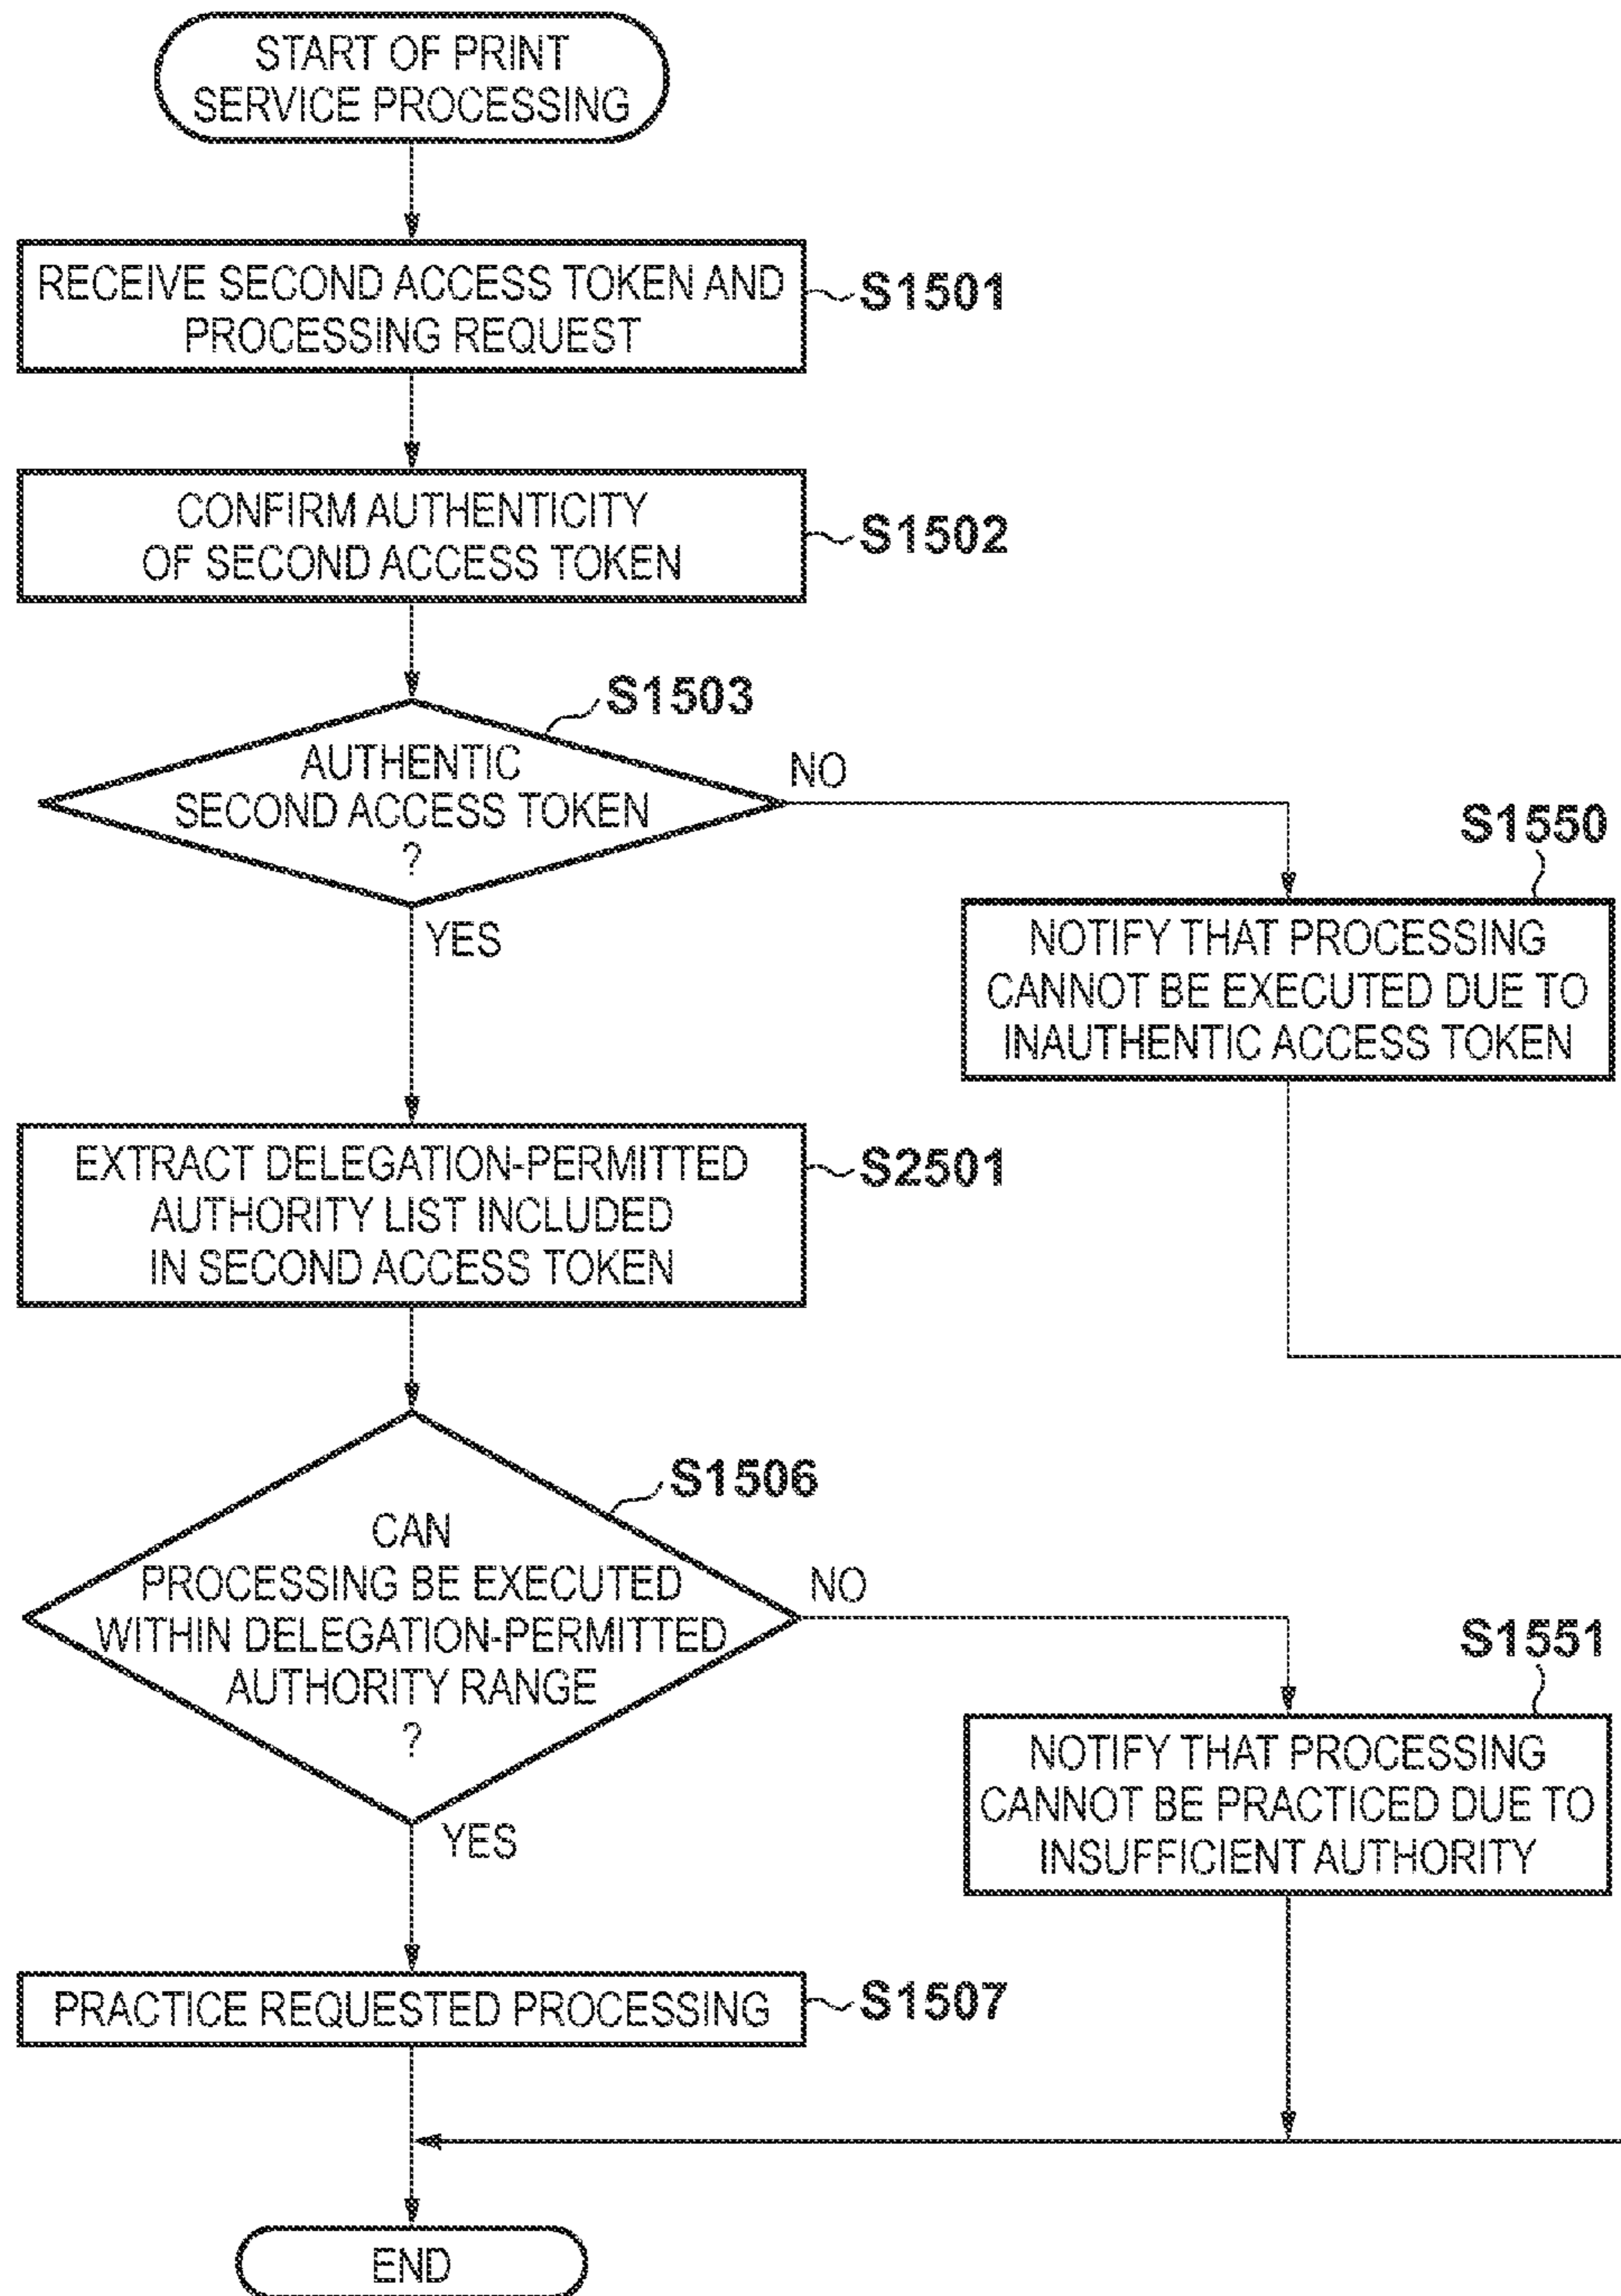 START OF PRINT
SERVICE PROCESSING
RECEIVE SECOND ACCESS TOKEN AND
PROCESSING REQUEST
S1501
CONFIRM AUTHENTICITY
OF SECOND ACCESS TOKEN
S1502
S1503
AUTHENTIC
SECOND ACCESS TOKEN
?
NO
YES
S1550
NOTIFY THAT PROCESSING
CANNOT BE EXECUTED DUE TO
INAUTHENTIC ACCESS TOKEN
EXTRACT DELEGATION-PERMITTED
AUTHORITY LIST INCLUDED
IN SECOND ACCESS TOKEN
S2501
S1506
CAN
PROCESSING BE EXECUTED
WITHIN DELEGATION-PERMITTED
AUTHORITY RANGE
?
NO
YES
S1551
NOTIFY THAT PROCESSING
CANNOT BE PRACTICED DUE TO
INSUFFICIENT AUTHORITY
PRACTICE REQUESTED PROCESSING
S1507
END